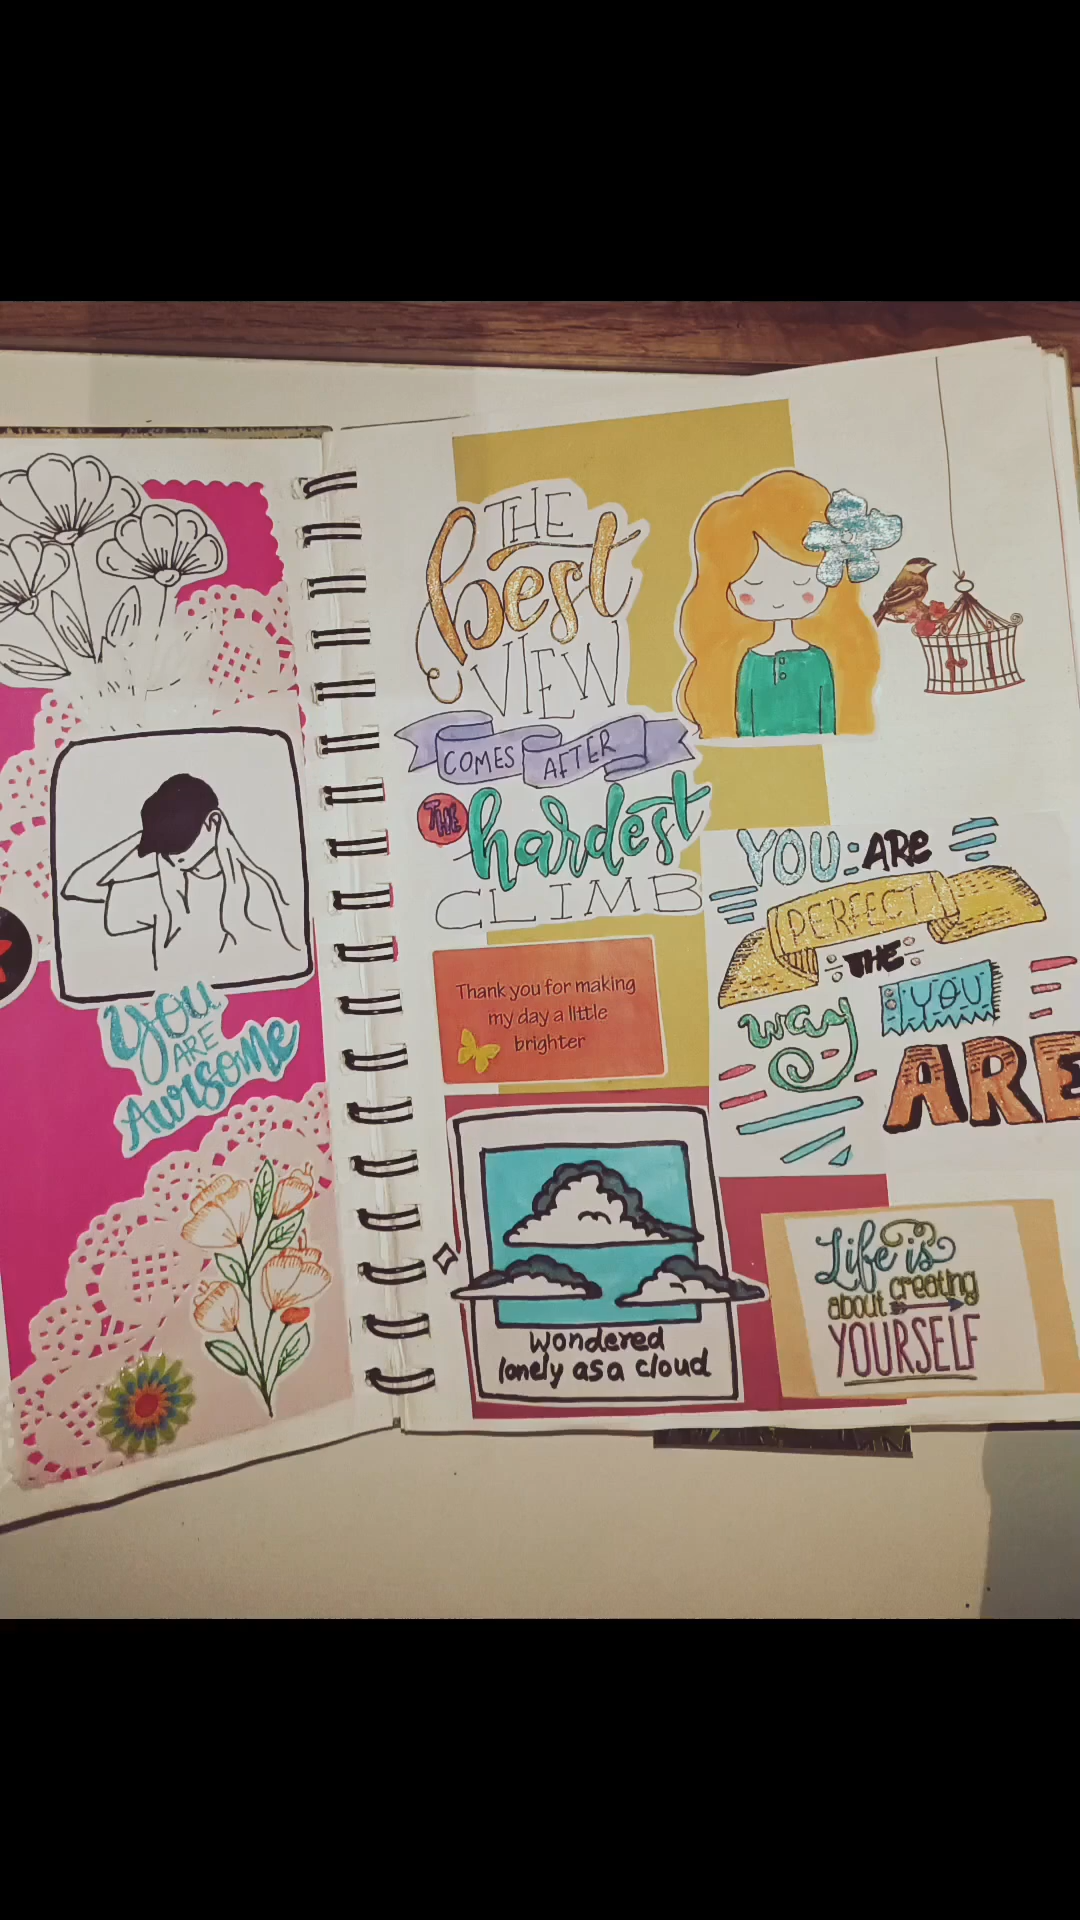 You
ARE
Awrsome
THE
best
VIEW
COMES AFTER
THE hardest
CLIMB
Thank you for making
my day a little
brighter
wondered
lonely as a cloud
YOU ARE
PERFECT
THE
way YOU
ARE
Life is
about creating
YOURSELF